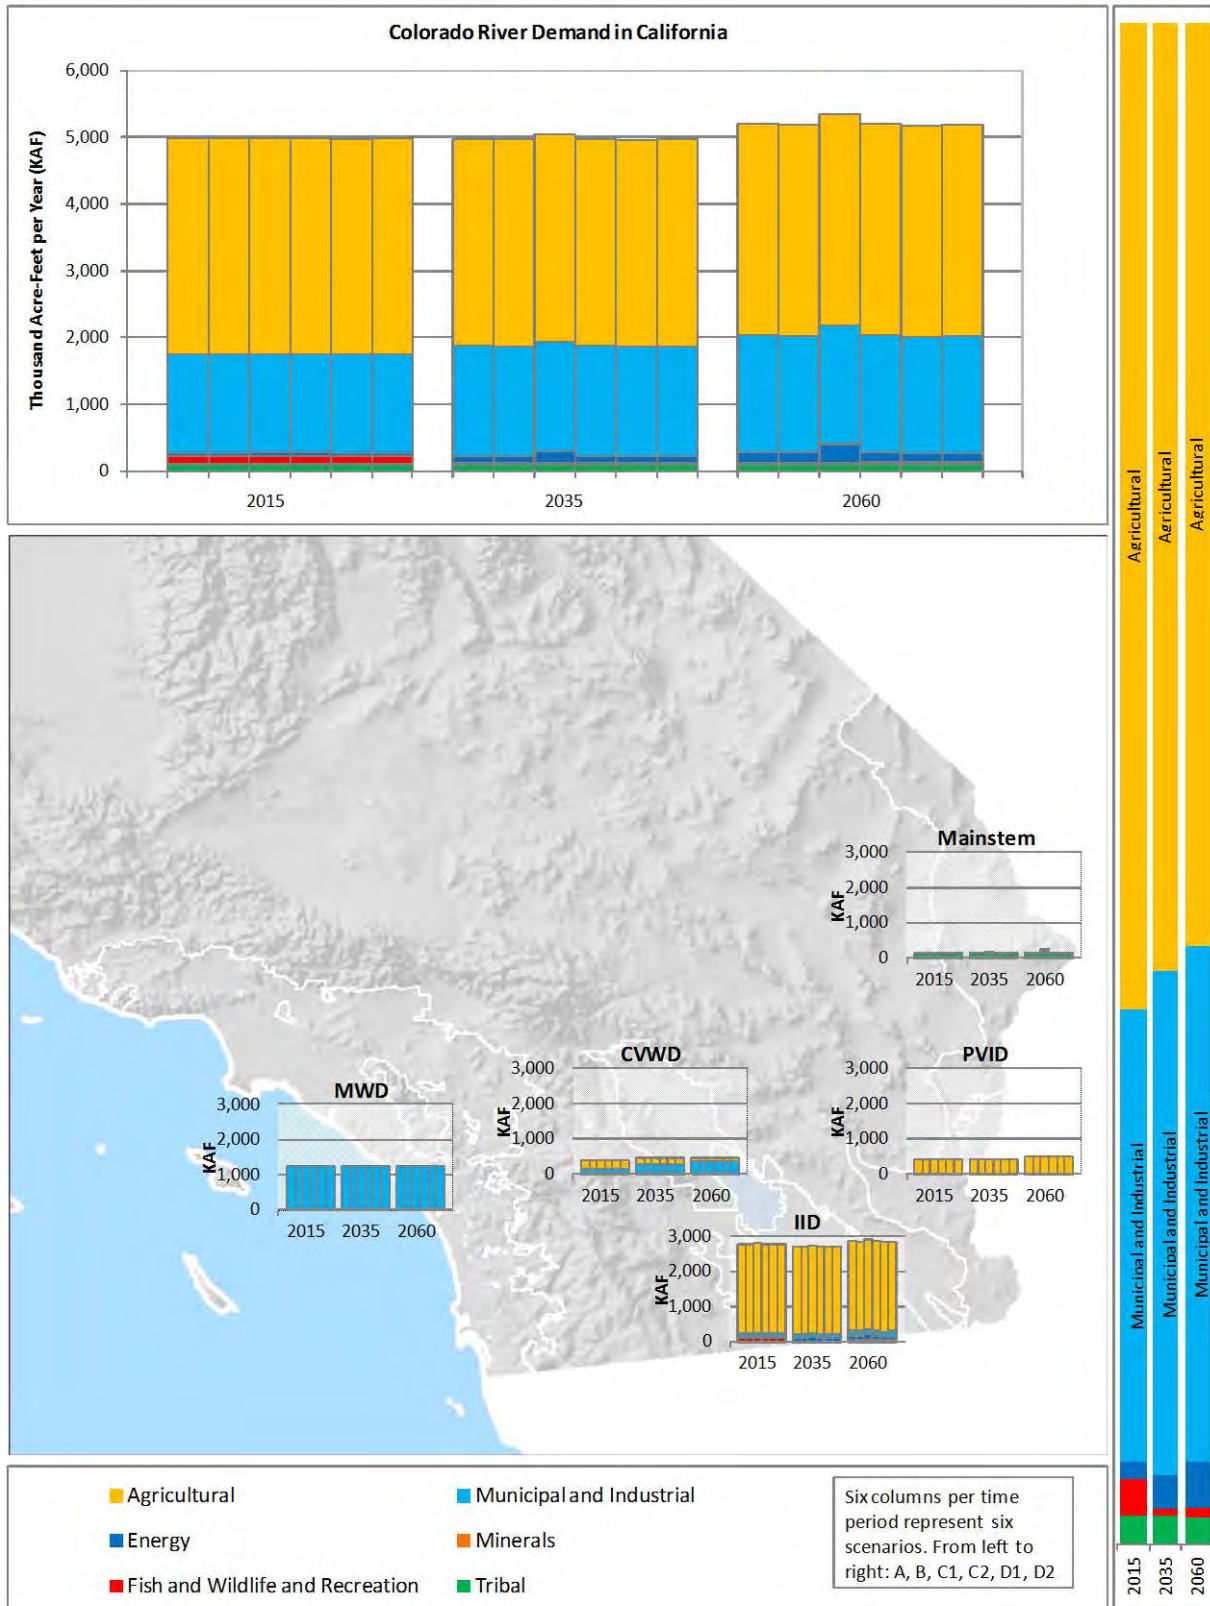 Colorado River Demand in California
Thousand Acre-Feet per Year (KAF)
6,000
5,000
4,000
3,000
2,000
1,000
0
2015 2035 2060
Mainstem
KAF
3,000
2,000
1,000
0
2015 2035 2060
CVWD
KAF
3,000
2,000
1,000
0
2015 2035 2060
PVID
KAF
3,000
2,000
1,000
0
2015 2035 2060
MWD
KAF
3,000
2,000
1,000
0
2015 2035 2060
IID
KAF
3,000
2,000
1,000
0
2015 2035 2060
Agricultural
Municipal and Industrial
Energy
Minerals
Fish and Wildlife and Recreation
Tribal
Six columns per time
period represent six
scenarios. From left to
right: A, B, C1, C2, D1, D2
Agricultural
Agricultural
Agricultural
Municipal and Industrial
Municipal and Industrial
Municipal and Industrial
2015
2035
2060